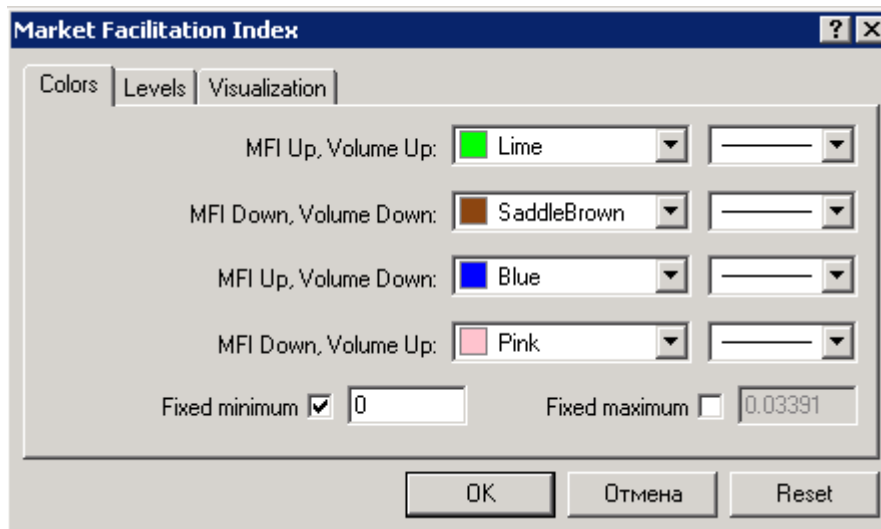 Market Facilitation Index
Colors Levels Visualization
MFI Up, Volume Up: Lime
MFI Down, Volume Down: SaddleBrown
MFI Up, Volume Down: Blue
MFI Down, Volume Up: Pink
Fixed minimum 0 Fixed maximum 0.03391
OK Отмена Reset